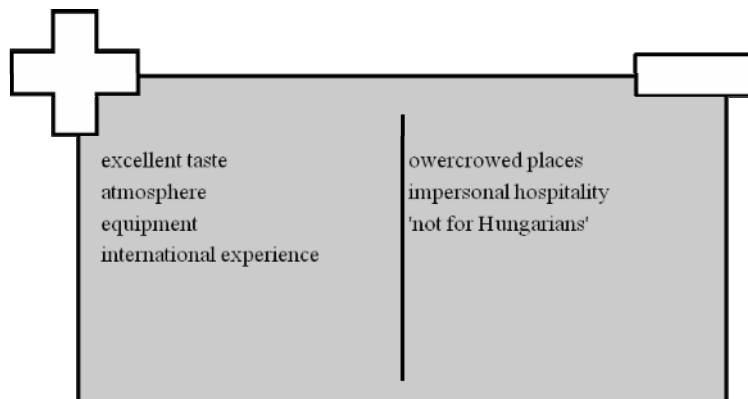 excellent taste
atmosphere
equipment
international experience
owercrowed places
impersonal hospitality
'not for Hungarians'